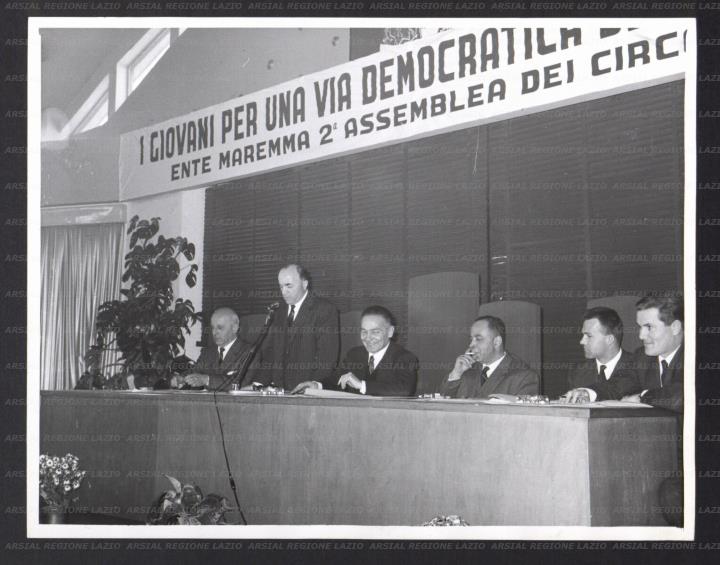 I GIOVANI PER UNA VIA DEMOCRATICA
ENTE MAREMMA 2ª ASSEMBLEA DEI CIRC
ARSIAL REGIONE LAZIO